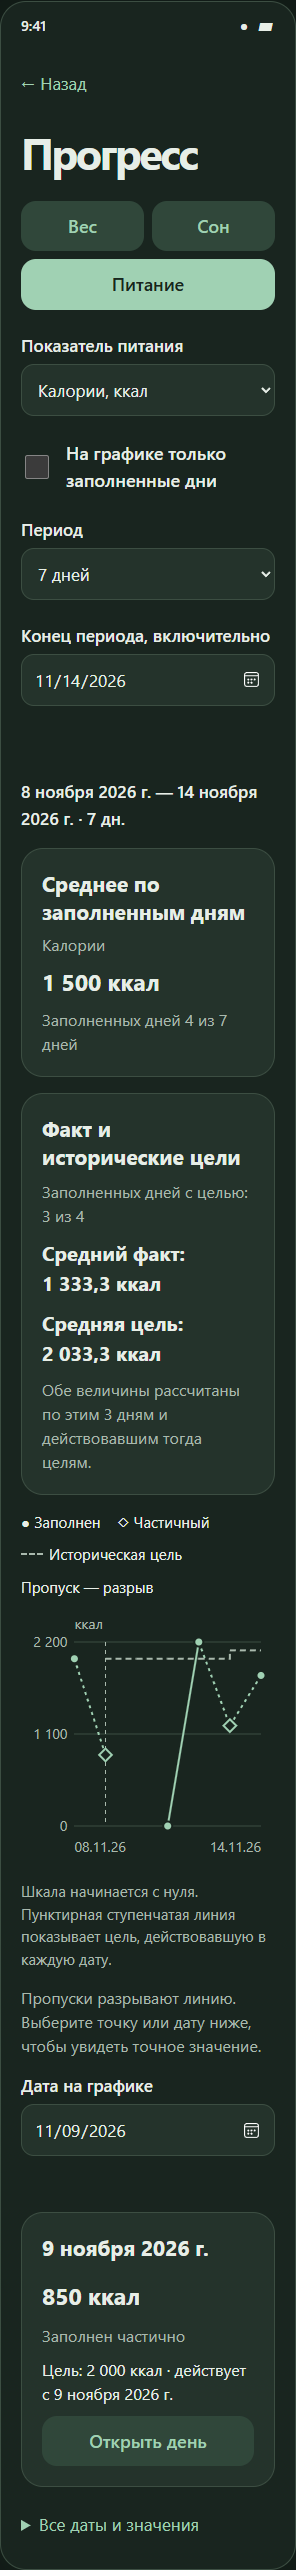 9:41
← Назад
Прогресс
Вес
Сон
Питание
Показатель питания
Калории, ккал
На графике только
заполненные дни
Период
7 дней
Конец периода, включительно
11/14/2026
8 ноября 2026 г. — 14 ноября
2026 г. · 7 дн.
Среднее по
заполненным дням
Калории
1 500 ккал
Заполненных дней 4 из 7
дней
Факт и
исторические цели
Заполненных дней с целью:
3 из 4
Средний факт:
1 333,3 ккал
Средняя цель:
2 033,3 ккал
Обе величины рассчитаны
по этим 3 дням и
действовавшим тогда
целям.
● Заполнен ◇ Частичный
Историческая цель
Пропуск — разрыв
ккал
2 200
1 100
0
08.11.26
14.11.26
Шкала начинается с нуля.
Пунктирная ступенчатая линия
показывает цель, действовавшую в
каждую дату.
Пропуски разрывают линию.
Выберите точку или дату ниже,
чтобы увидеть точное значение.
Дата на графике
11/09/2026
9 ноября 2026 г.
850 ккал
Заполнен частично
Цель: 2 000 ккал · действует
с 9 ноября 2026 г.
Открыть день
▶ Все даты и значения